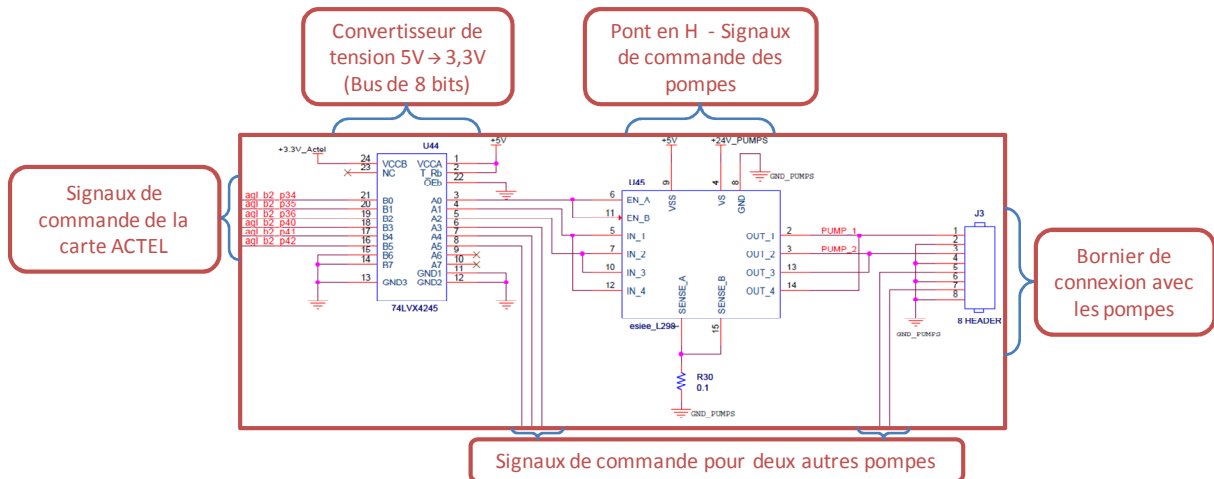 Convertisseur de
tension 5V → 3,3V
(Bus de 8 bits)
Pont en H - Signaux
de commande des
pompes
Signaux de
commande de la
carte ACTEL
Bornier de
connexion avec
les pompes
Signaux de commande pour deux autres pompes
+3.3V_Actel
U44
+5V
24 VCCB VCCA 1
23 NC T_Rb 2
OEb 22
agl_b2_p34 21 B0 A0 3
agl_b2_p35 20 B1 A1 4
agl_b2_p36 19 B2 A2 5
agl_b2_p40 18 B3 A3 6
agl_b2_p41 17 B4 A4 7
agl_b2_p42 16 B5 A5 8
15 B6 A6 9
14 B7 A7 10
GND1 11
13 GND3 GND2 12
74LVX4245
+5V
+24V_PUMPS
GND_PUMPS
U45
9 4 8
VSS VS GND
6 EN_A
11 EN_B
5 IN_1 OUT_1 2 PUMP_1
7 IN_2 OUT_2 3 PUMP_2
10 IN_3 OUT_3 13
12 IN_4 OUT_4 14
SENSE_A SENSE_B
esiee_L298
1 15
R30
0.1
GND_PUMPS
J3
1
2
3
4
5
6
7
8
8 HEADER
GND_PUMPS